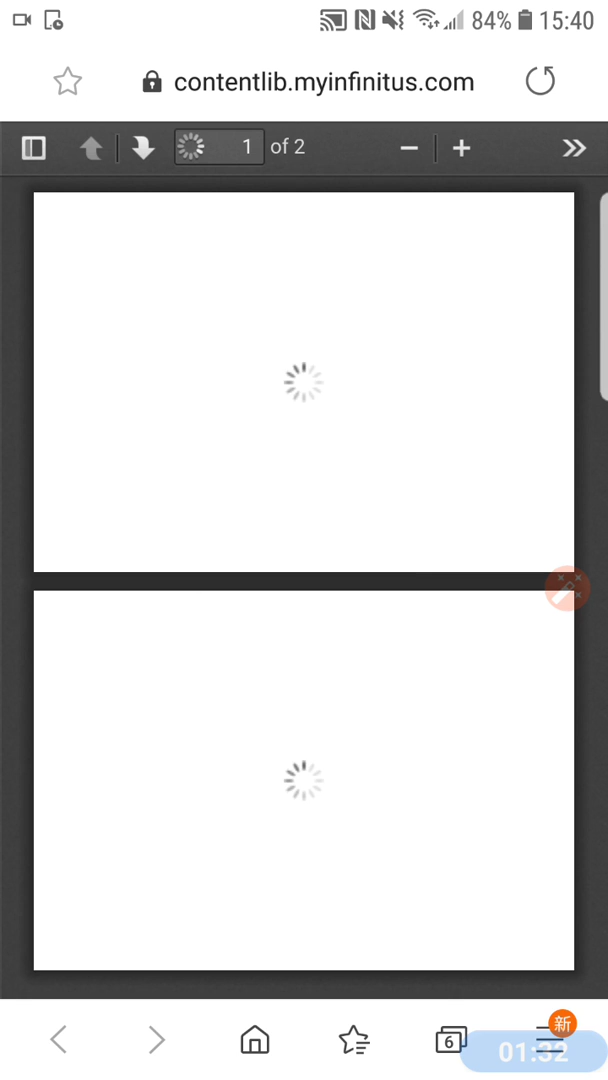 84% 15:40
contentlib.myinfinitus.com
1 of 2
6
新
01:32